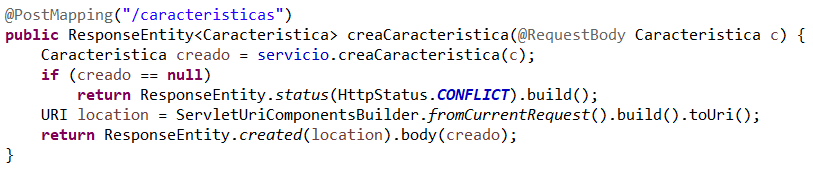 @PostMapping("/caracteristicas")
public ResponseEntity<Caracteristica> creaCaracteristica(@RequestBody Caracteristica c) {
    Caracteristica creado = servicio.creaCaracteristica(c);
    if (creado == null)
        return ResponseEntity.status(HttpStatus.CONFLICT).build();
    URI location = ServletUriComponentsBuilder.fromCurrentRequest().build().toUri();
    return ResponseEntity.created(location).body(creado);
}